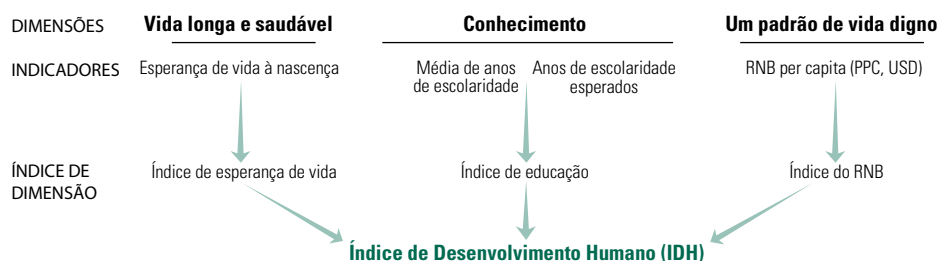 DIMENSÕES Vida longa e saudável Conhecimento Um padrão de vida digno
INDICADORES Esperança de vida à nascença Média de anos Anos de escolaridade RNB per capita (PPC, USD)
de escolaridade esperados
ÍNDICE DE Índice de esperança de vida Índice de educação Índice do RNB
DIMENSÃO
Índice de Desenvolvimento Humano (IDH)